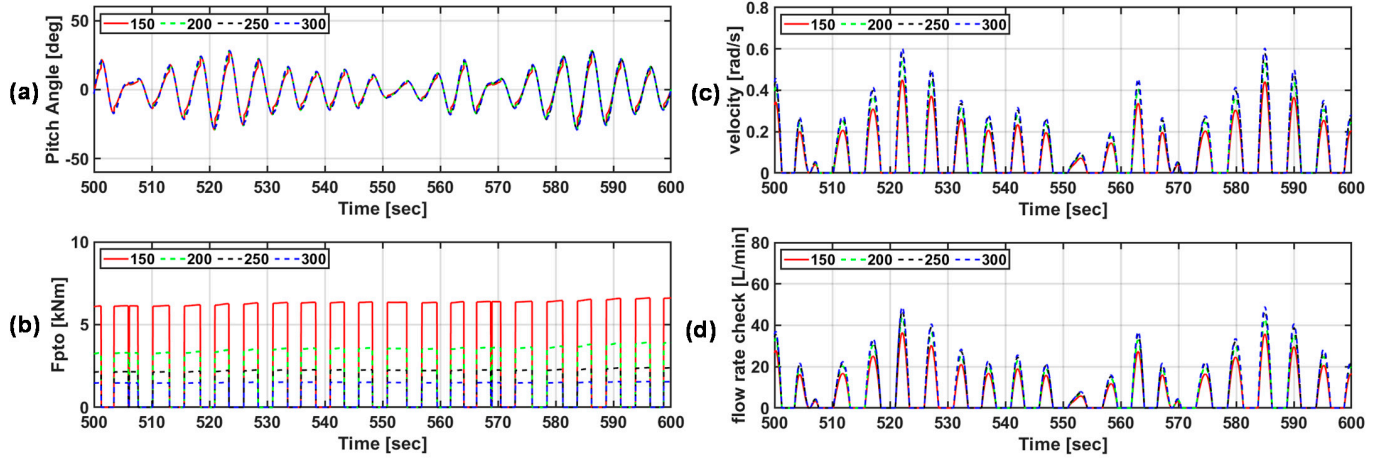 (a)
Pitch Angle [deg]
150 200 250 300
50
0
-50
500 510 520 530 540 550 560 570 580 590 600
Time [sec]
(b)
Fpto [kNm]
150 200 250 300
10
5
0
500 510 520 530 540 550 560 570 580 590 600
Time [sec]
(c)
velocity [rad/s]
150 200 250 300
0.8
0.6
0.4
0.2
0
500 510 520 530 540 550 560 570 580 590 600
Time [sec]
(d)
flow rate check [L/min]
150 200 250 300
80
60
40
20
0
500 510 520 530 540 550 560 570 580 590 600
Time [sec]